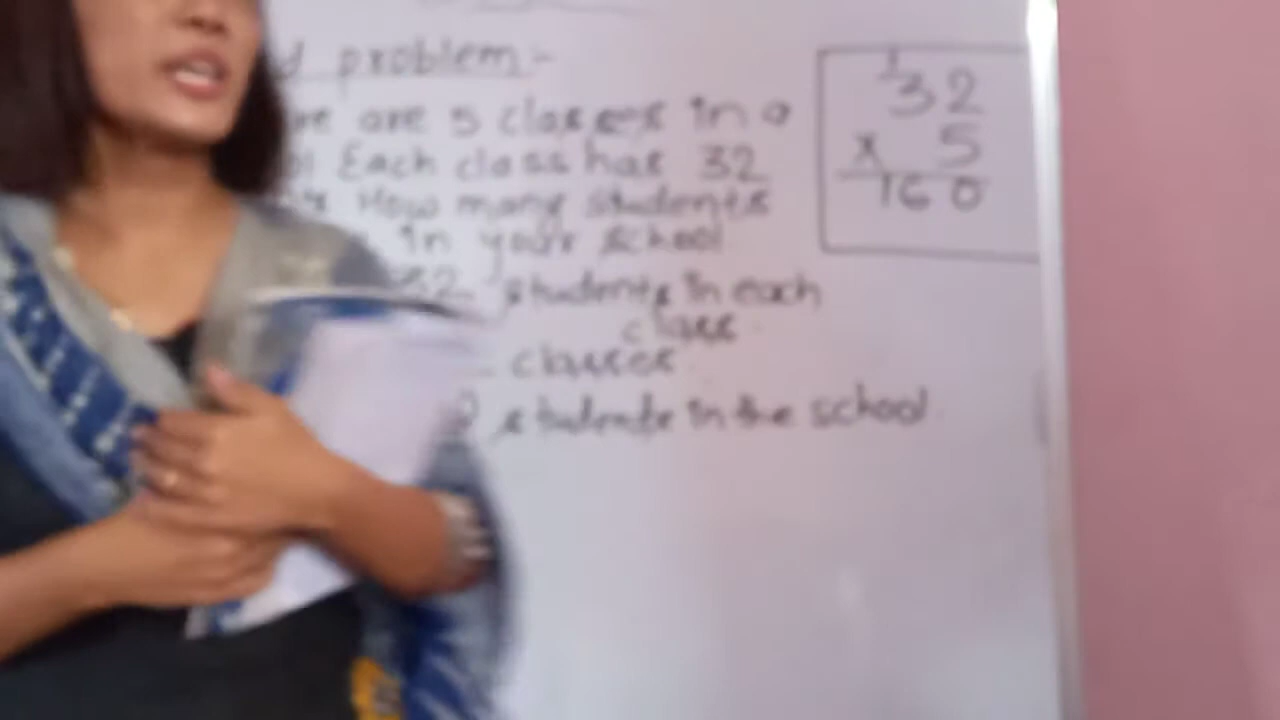 problem:-
are 5 classes in a
Each class has 32
How many students
in your school
32 students in each
class.
classes.
students in the school.
1
32
x 5
160